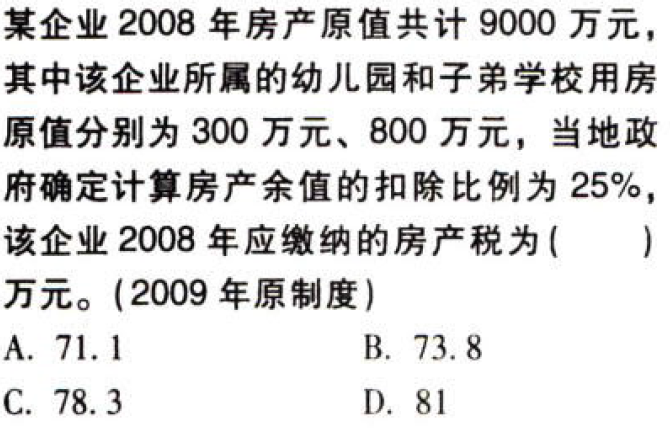 某企业 2008 年房产原值共计 9000 万元，
其中该企业所属的幼儿园和子弟学校用房
原值分别为 300 万元、800 万元，当地政
府确定计算房产余值的扣除比例为 25%，
该企业 2008 年应缴纳的房产税为(　　)
万元。(2009 年原制度)
A. 71.1　　B. 73.8
C. 78.3　　D. 81